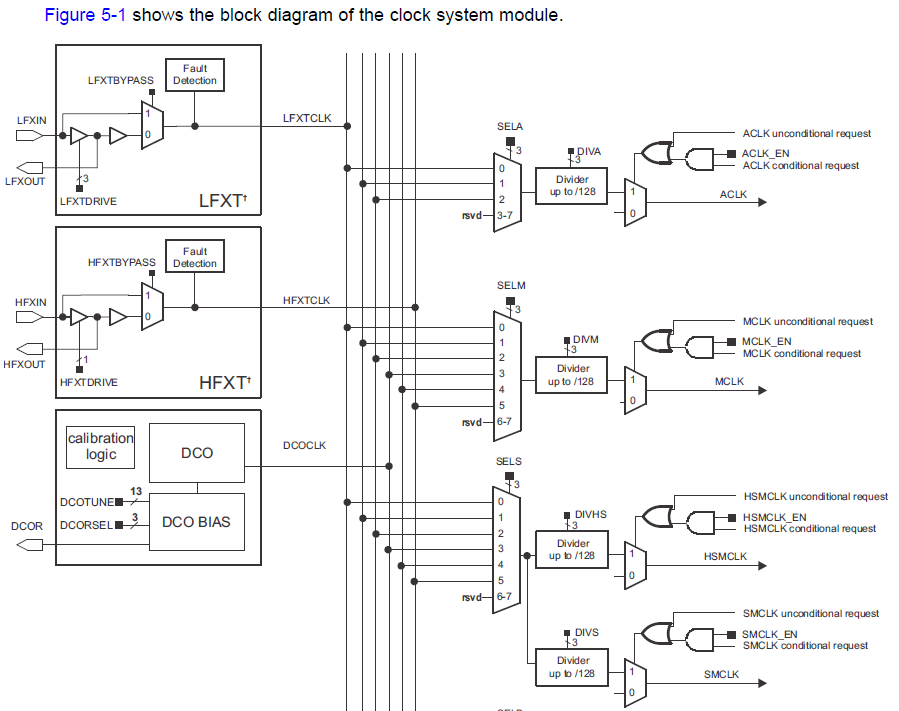 Figure 5-1 shows the block diagram of the clock system module.
LFXTBYPASS
Fault
Detection
LFXIN
1
0
LFXTCLK
LFXOUT
3
LFXTDRIVE
LFXT†
HFXTBYPASS
Fault
Detection
HFXIN
1
0
HFXTCLK
HFXOUT
1
HFXTDRIVE
HFXT†
calibration
logic
DCO
DCOCLK
DCOTUNE
13
DCORSEL
3
DCO BIAS
DCOR
SELA
3
0
1
2
rsvd
3-7
DIVA
3
Divider
up to /128
1
0
ACLK unconditional request
ACLK_EN
ACLK conditional request
ACLK
SELM
3
0
1
2
3
4
5
rsvd
6-7
DIVM
3
Divider
up to /128
1
0
MCLK unconditional request
MCLK_EN
MCLK conditional request
MCLK
SELS
3
0
1
2
3
4
5
rsvd
6-7
DIVHS
3
Divider
up to /128
1
0
HSMCLK unconditional request
HSMCLK_EN
HSMCLK conditional request
HSMCLK
DIVS
3
Divider
up to /128
1
0
SMCLK unconditional request
SMCLK_EN
SMCLK conditional request
SMCLK